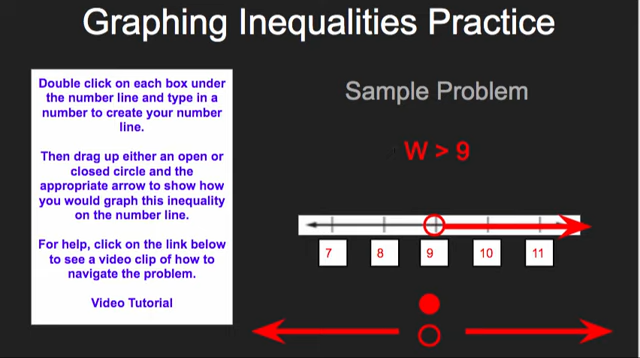 Graphing Inequalities Practice
Double click on each box under
the number line and type in a
number to create your number
line.
Then drag up either an open or
closed circle and the
appropriate arrow to show how
you would graph this inequality
on the number line.
For help, click on the link below
to see a video clip of how to
navigate the problem.
Video Tutorial
Sample Problem
W > 9
7 8 9 10 11